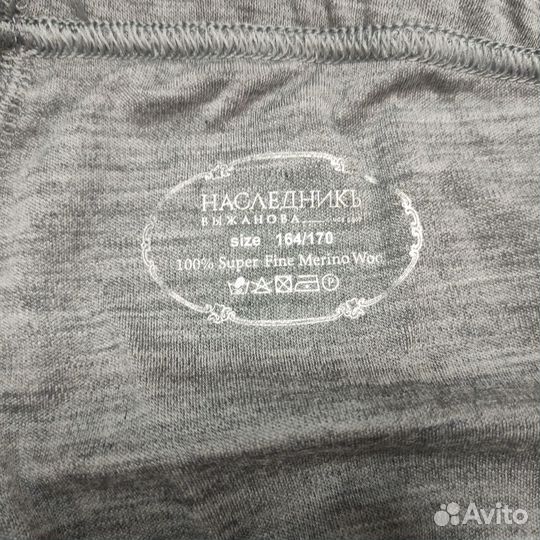 НАСЛЕДНИКЪ
ВЫЖАНОВА
size 164/170
100% Super Fine Merino Woo
P
Avito